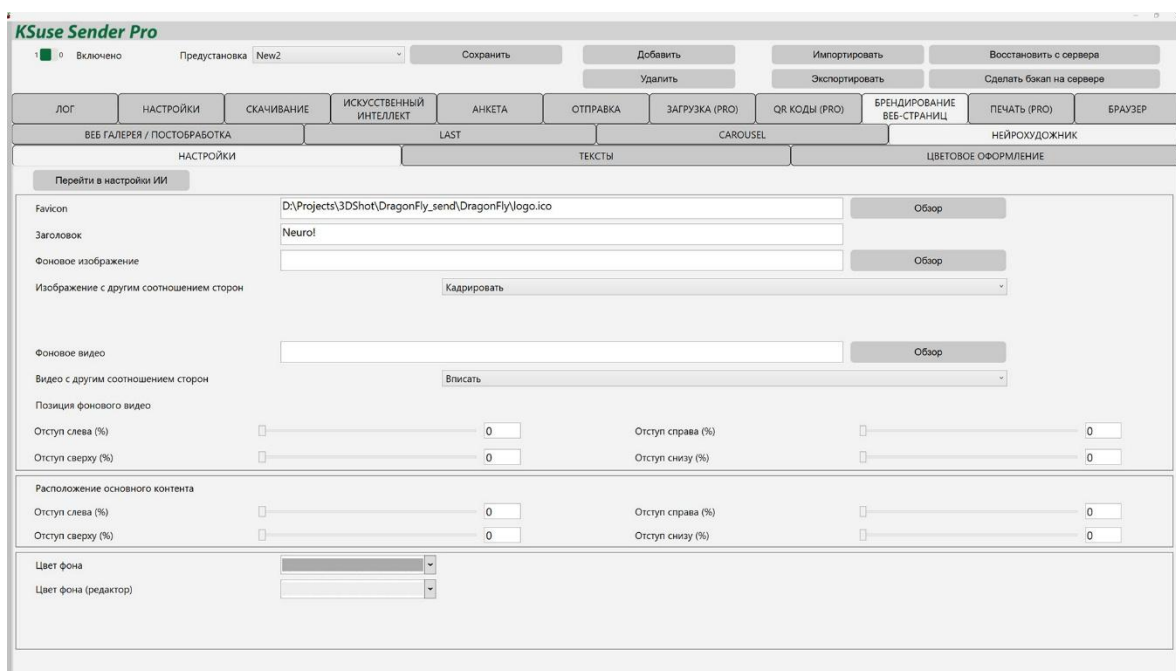 KSuse Sender Pro
1 0 Включено Предустановка New2 Сохранить Добавить Импортировать Восстановить с сервера
Удалить Экспортировать Сделать бэкап на сервере
ЛОГ НАСТРОЙКИ СКАЧИВАНИЕ ИСКУССТВЕННЫЙ ИНТЕЛЛЕКТ АНКЕТА ОТПРАВКА ЗАГРУЗКА (PRO) QR КОДЫ (PRO) БРЕНДИРОВАНИЕ ВЕБ-СТРАНИЦ ПЕЧАТЬ (PRO) БРАУЗЕР
ВЕБ ГАЛЕРЕЯ / ПОСТОБРАБОТКА LAST CAROUSEL НЕЙРОХУДОЖНИК
НАСТРОЙКИ ТЕКСТЫ ЦВЕТОВОЕ ОФОРМЛЕНИЕ
Перейти в настройки ИИ
Favicon D:\Projects\3DShot\DragonFly_send\DragonFly\logo.ico Обзор
Заголовок Neuro!
Фоновое изображение Обзор
Изображение с другим соотношением сторон Кадрировать
Фоновое видео Обзор
Видео с другим соотношением сторон Вписать
Позиция фонового видео
Отступ слева (%) 0 Отступ справа (%) 0
Отступ сверху (%) 0 Отступ снизу (%) 0
Расположение основного контента
Отступ слева (%) 0 Отступ справа (%) 0
Отступ сверху (%) 0 Отступ снизу (%) 0
Цвет фона
Цвет фона (редактор)